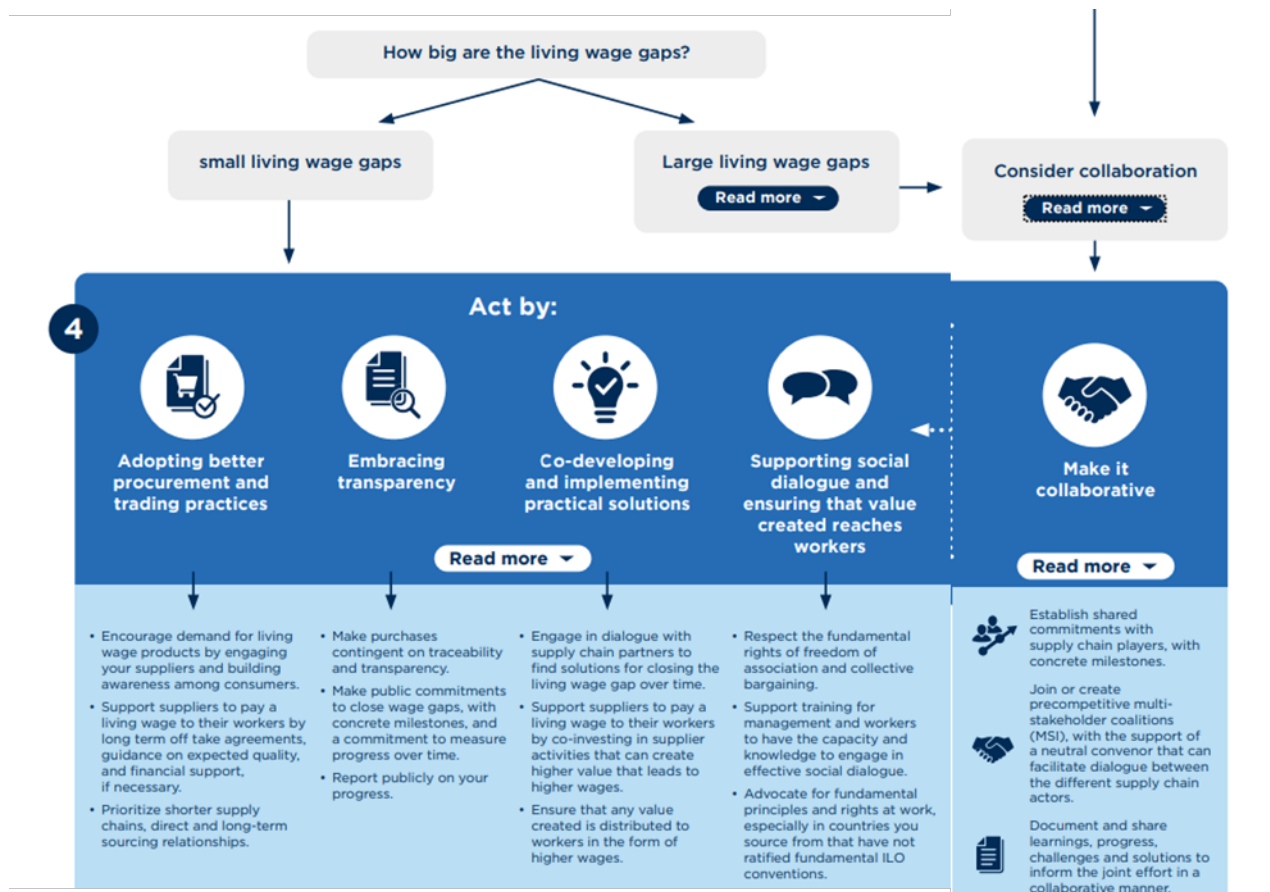 How big are the living wage gaps?
small living wage gaps
Large living wage gaps
Read more
Consider collaboration
Read more
4
Act by:
Adopting better
procurement and
trading practices
Embracing
transparency
Co-developing
and implementing
practical solutions
Supporting social
dialogue and
ensuring that value
created reaches
workers
Make it
collaborative
Read more
Read more
• Encourage demand for living
wage products by engaging
your suppliers and building
awareness among consumers.
• Support suppliers to pay a
living wage to their workers by
long term off take agreements,
guidance on expected quality,
and financial support,
if necessary.
• Prioritize shorter supply
chains, direct and long-term
sourcing relationships.
• Make purchases
contingent on traceability
and transparency.
• Make public commitments
to close wage gaps, with
concrete milestones, and
a commitment to measure
progress over time.
• Report publicly on your
progress.
• Engage in dialogue with
supply chain partners to
find solutions for closing the
living wage gap over time.
• Support suppliers to pay a
living wage to their workers
by co-investing in supplier
activities that can create
higher value that leads to
higher wages.
• Ensure that any value
created is distributed to
workers in the form of
higher wages.
• Respect the fundamental
rights of freedom of
association and collective
bargaining.
• Support training for
management and workers
to have the capacity and
knowledge to engage in
effective social dialogue.
• Advocate for fundamental
principles and rights at work,
especially in countries you
source from that have not
ratified fundamental ILO
conventions.
Establish shared
commitments with
supply chain players, with
concrete milestones.
Join or create
precompetitive multi-
stakeholder coalitions
(MSI), with the support of
a neutral convenor that can
facilitate dialogue between
the different supply chain
actors.
Document and share
learnings, progress,
challenges and solutions to
inform the joint effort in a
collaborative manner.